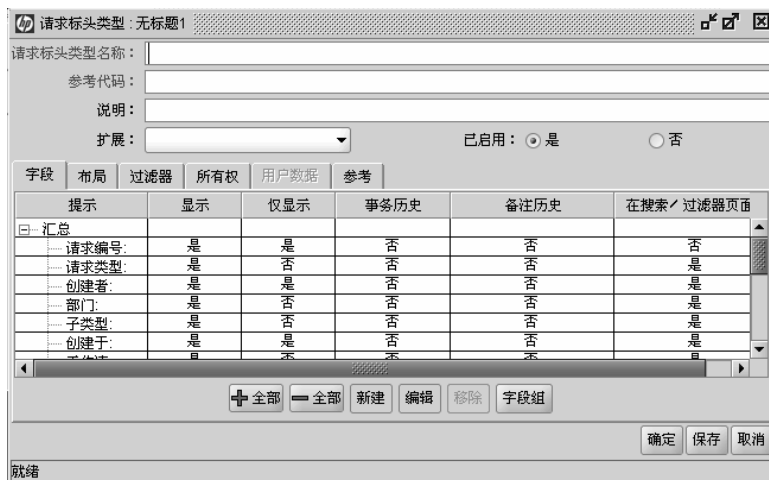 请求标头类型 : 无标题1
请求标头类型名称：
参考代码：
说明：
扩展：
已启用： 是 否
字段 布局 过滤器 所有权 用户数据 参考
提示 显示 仅显示 事务历史 备注历史 在搜索/过滤器页面
汇总
请求编号: 是 是 否 否 否
请求类型: 是 否 否 否 是
创建者: 是 是 否 否 是
部门: 是 否 否 否 是
子类型: 是 否 否 否 是
创建于: 是 是 否 否 是
全部 全部 新建 编辑 移除 字段组
确定 保存 取消
就绪